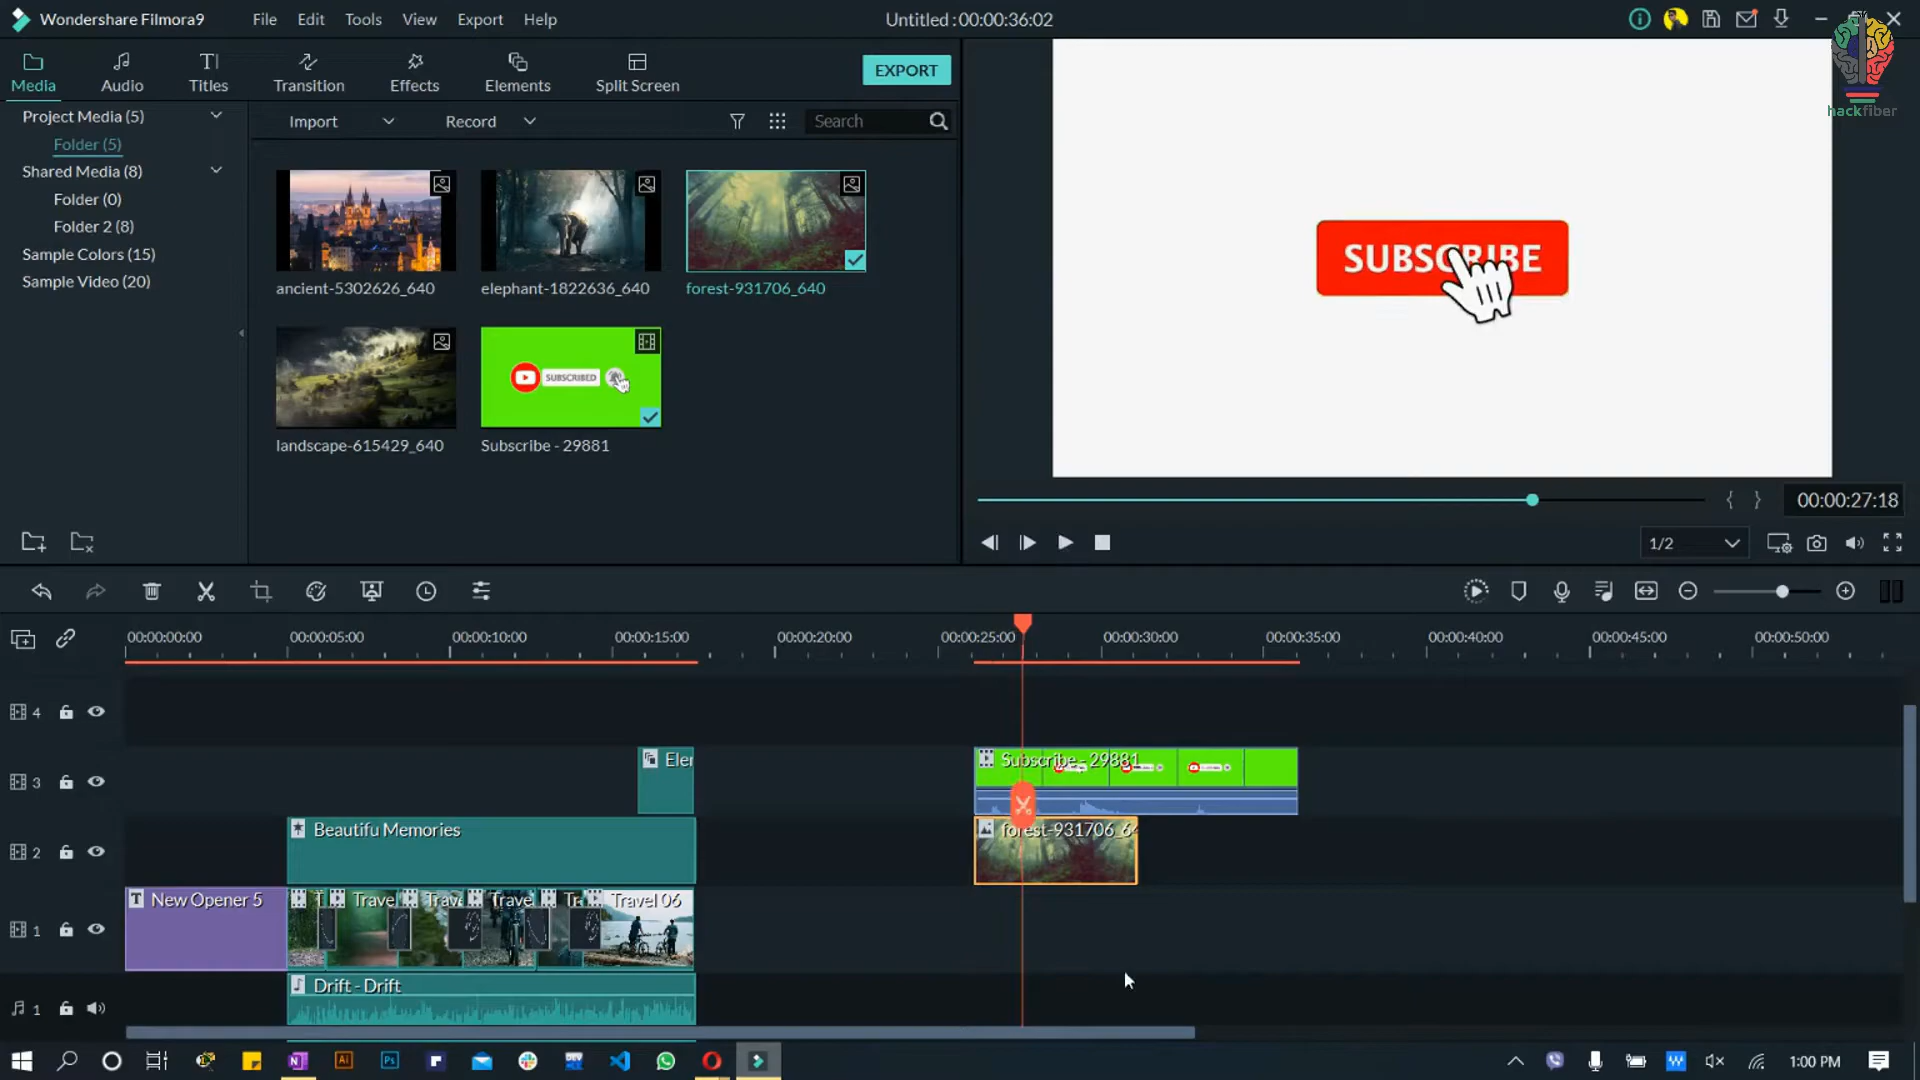 Wondershare Filmora9
File
Edit
Tools
View
Export
Help
Untitled : 00:00:36:02
hackfiber
Media
Audio
Titles
Transition
Effects
Elements
Split Screen
EXPORT
Project Media (5)
Folder (5)
Shared Media (8)
Folder (0)
Folder 2 (8)
Sample Colors (15)
Sample Video (20)
Import
Record
Search
ancient-5302626_640
elephant-1822636_640
forest-931706_640
SUBSCRIBED
landscape-615429_640
Subscribe - 29881
SUBSCRIBE
00:00:27:18
1/2
00:00:00:00
00:00:05:00
00:00:10:00
00:00:15:00
00:00:20:00
00:00:25:00
00:00:30:00
00:00:35:00
00:00:40:00
00:00:45:00
00:00:50:00
4
3
Eler
Subscribe - 29881
2
Beautifu Memories
forest-931706_64
1
New Opener 5
T
Trave
Trav
Trave
Tra
Travel 06
1
Drift - Drift
1:00 PM